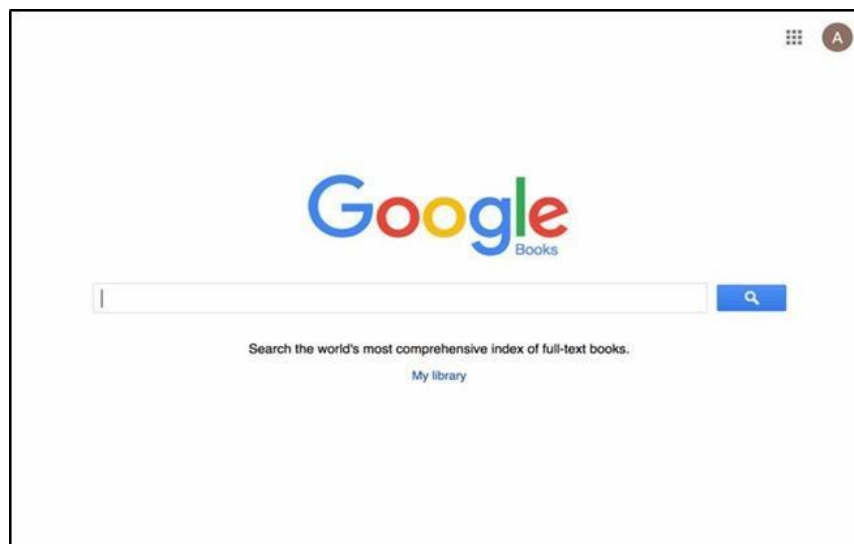 A
Google
Books
Search the world's most comprehensive index of full-text books.
My library